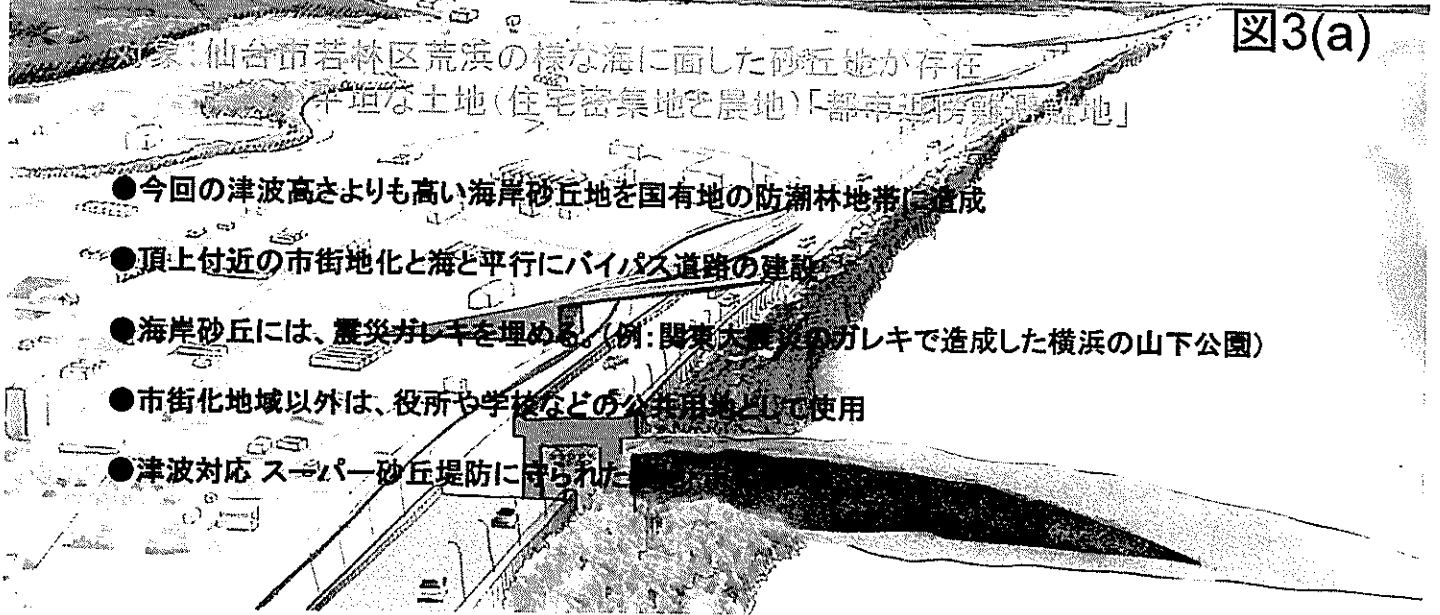 図3(a)
象:仙台市若林区荒浜の様な海に面した砂丘地が存在
平坦な土地(住宅密集地と農地)「都市
●今回の津波高さよりも高い海岸砂丘地を国有地の防潮林地帯に造成
●頂上付近の市街地化と海と平行にバイパス道路の建設
●海岸砂丘には、震災ガレキを埋める。(例:関東大震災のガレキで造成した横浜の山下公園)
●市街化地域以外は、役所や学校などの公共用地として使用
●津波対応 スーパー砂丘堤防に守られた